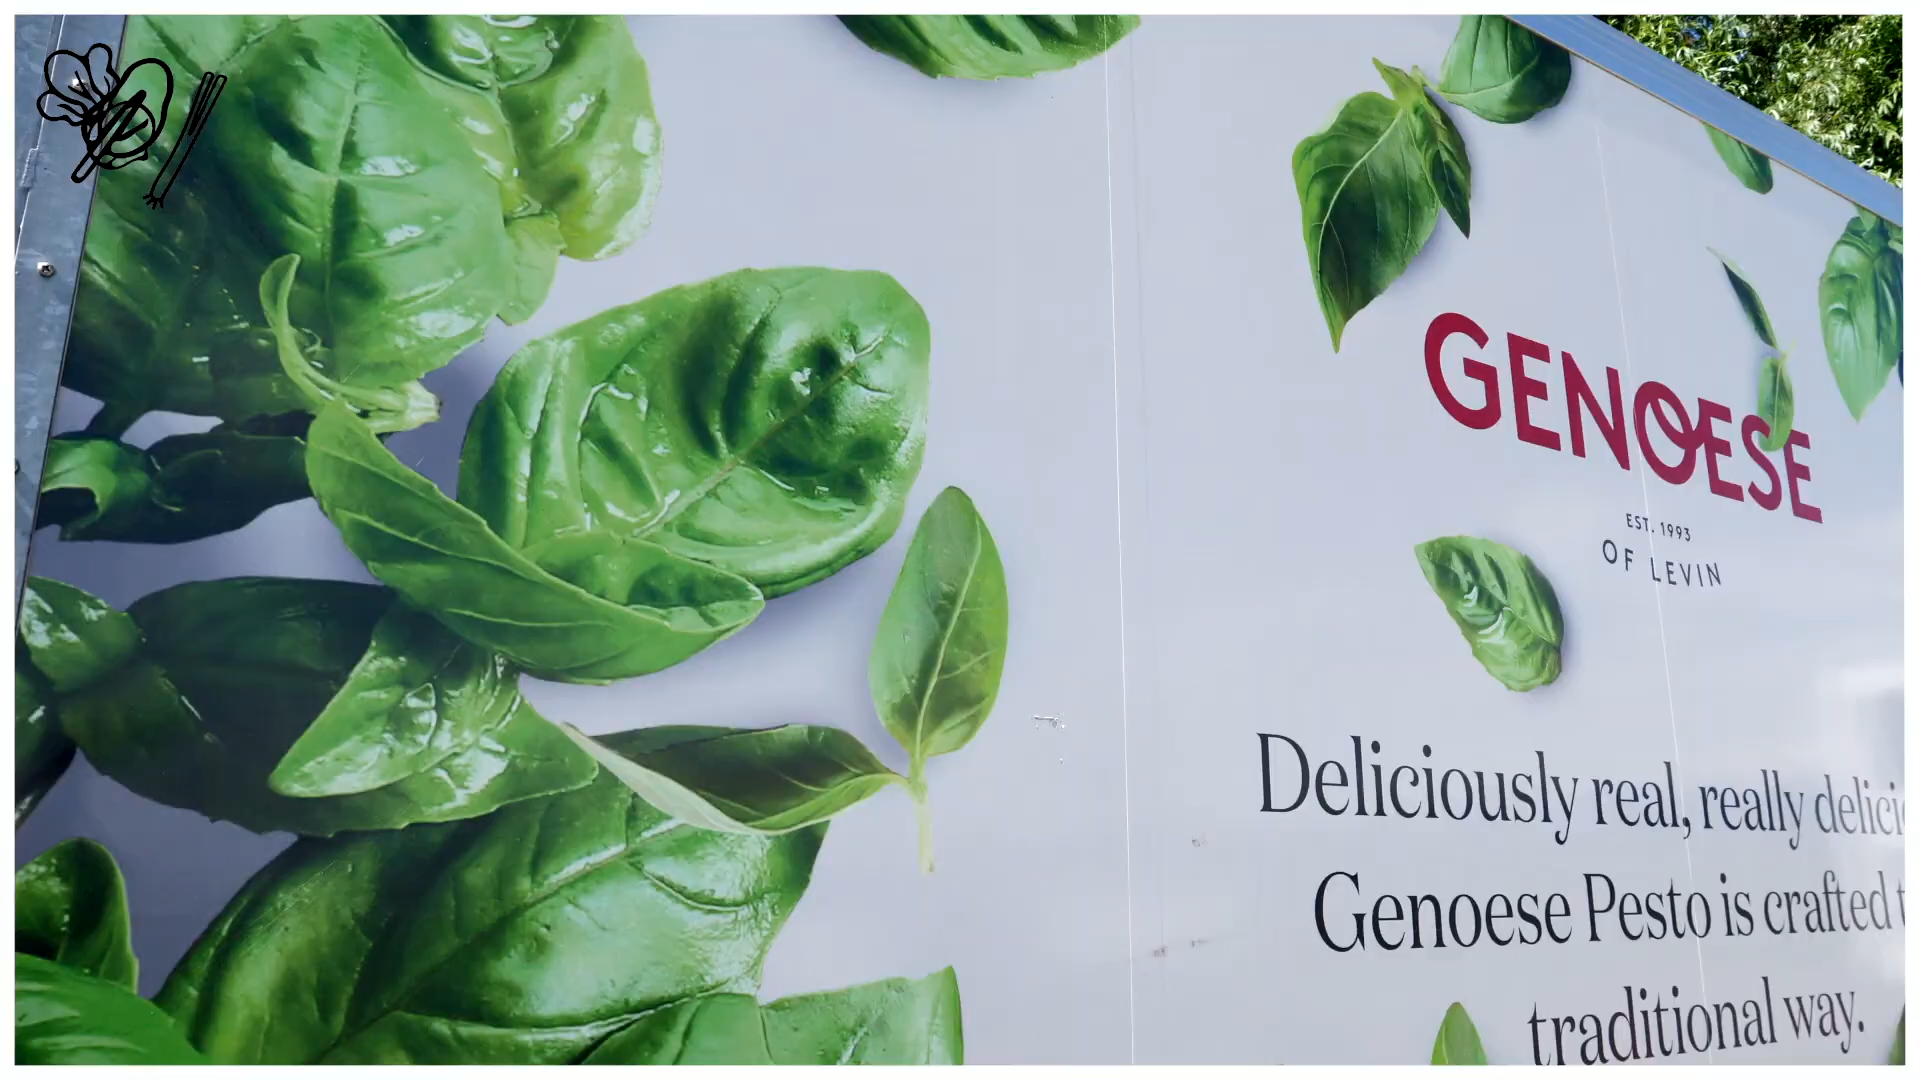 GENOESE
EST. 1993
OF LEVIN
Deliciously real, really
Genoese Pesto is crafted
traditional way.